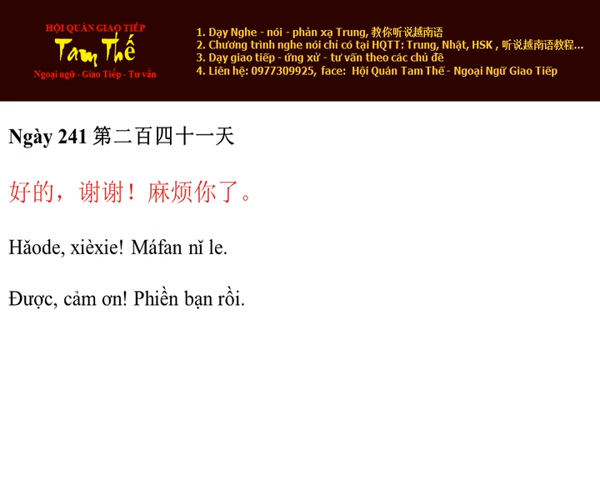 HỘI QUÁN GIAO TIẾP
Tam Thế
Ngoại ngữ - Giao Tiếp - Tư vấn
1. Dạy Nghe - nói - phản xạ Trung, 教你听说越南语
2. Chương trình nghe nói chỉ có tại HQTT: Trung, Nhật, HSK , 听说越南语教程...
3. Dạy giao tiếp - ứng xử - tư vấn theo các chủ đề
4. Liên hệ: 0977309925, face: Hội Quán Tam Thế - Ngoại Ngữ Giao Tiếp
Ngày 241 第二百四十一天
好的，谢谢！麻烦你了。
Hǎode, xièxie! Máfan nǐ le.
Được, cảm ơn! Phiền bạn rồi.